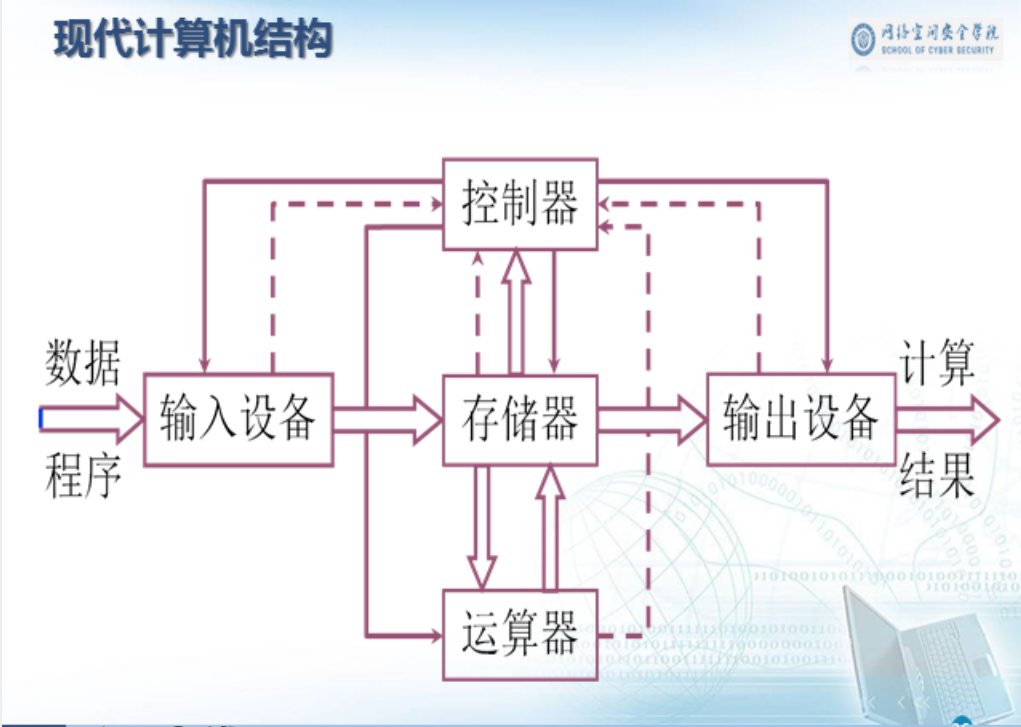 现代计算机结构
网络空间安全学院
SCHOOL OF CYBER SECURITY
控制器
数据
程序
输入设备
存储器
输出设备
计算
结果
运算器